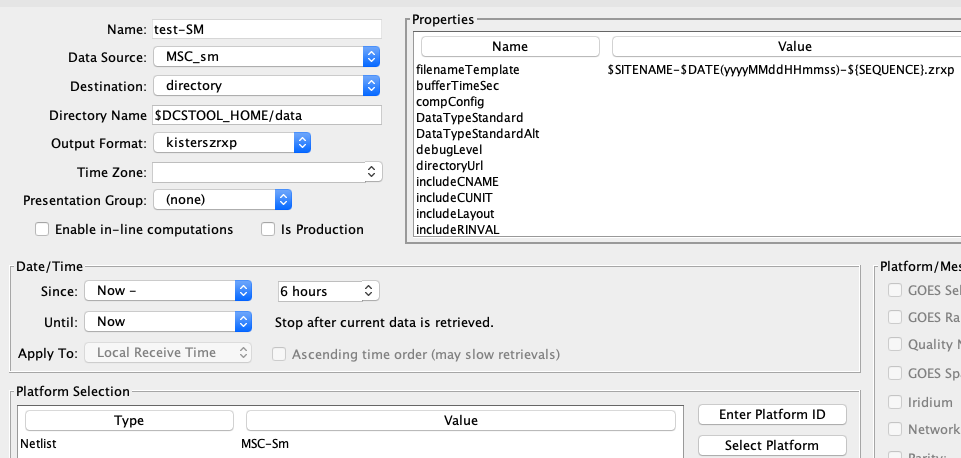 Name: test-SM
Data Source: MSC_sm
Destination: directory
Directory Name $DCSTOOL_HOME/data
Output Format: kisterszrxp
Time Zone:
Presentation Group: (none)
Enable in-line computations Is Production
Properties
Name Value
filenameTemplate $SITENAME-$DATE(yyyyMMddHHmmss)-${SEQUENCE}.zrxp
bufferTimeSec
compConfig
DataTypeStandard
DataTypeStandardAlt
debugLevel
directoryUrl
includeCNAME
includeCUNIT
includeLayout
includeRINVAL
Date/Time
Since: Now - 6 hours
Until: Now Stop after current data is retrieved.
Apply To: Local Receive Time Ascending time order (may slow retrievals)
Platform Selection
Type Value
Netlist MSC-Sm
Enter Platform ID
Select Platform
Platform/Mes
GOES Sel
GOES Ra
Quality N
GOES Spa
Iridium
Network
Parity: